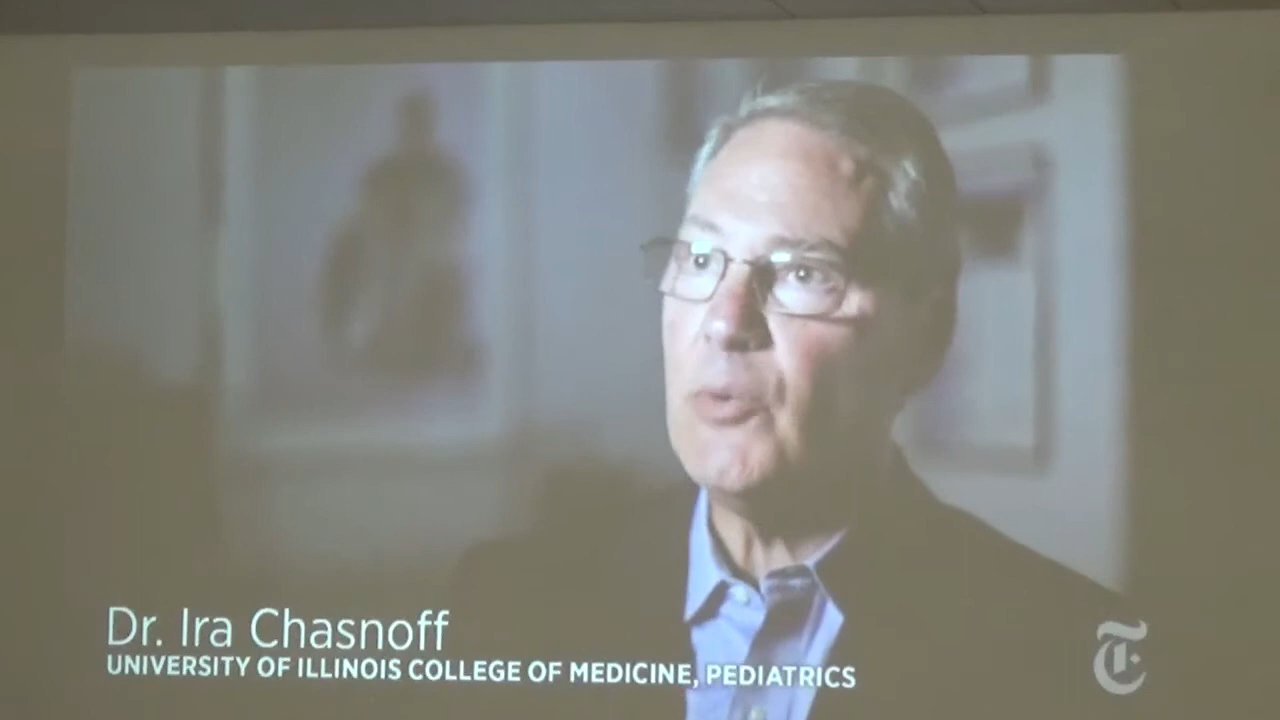 Dr. Ira Chasnoff
UNIVERSITY OF ILLINOIS COLLEGE OF MEDICINE, PEDIATRICS
T